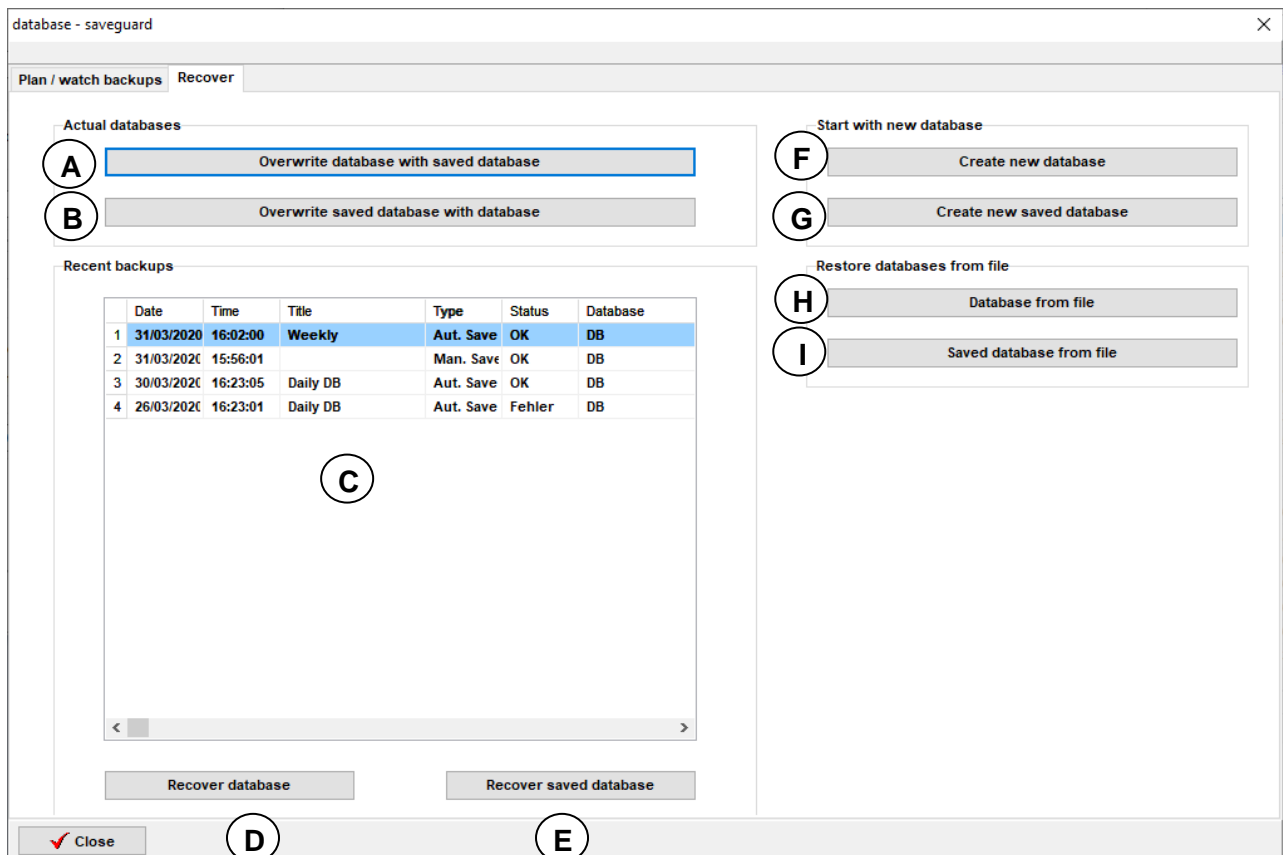 database - saveguard
Plan / watch backups Recover
Actual databases
A Overwrite database with saved database
B Overwrite saved database with database
Recent backups
Date Time Title Type Status Database
1 31/03/2020 16:02:00 Weekly Aut. Save OK DB
2 31/03/202( 15:56:01 Man. Save OK DB
3 30/03/202( 16:23:05 Daily DB Aut. Save OK DB
4 26/03/202( 16:23:01 Daily DB Aut. Save Fehler DB
C
Recover database Recover saved database
D E
Start with new database
F Create new database
G Create new saved database
Restore databases from file
H Database from file
I Saved database from file
Close